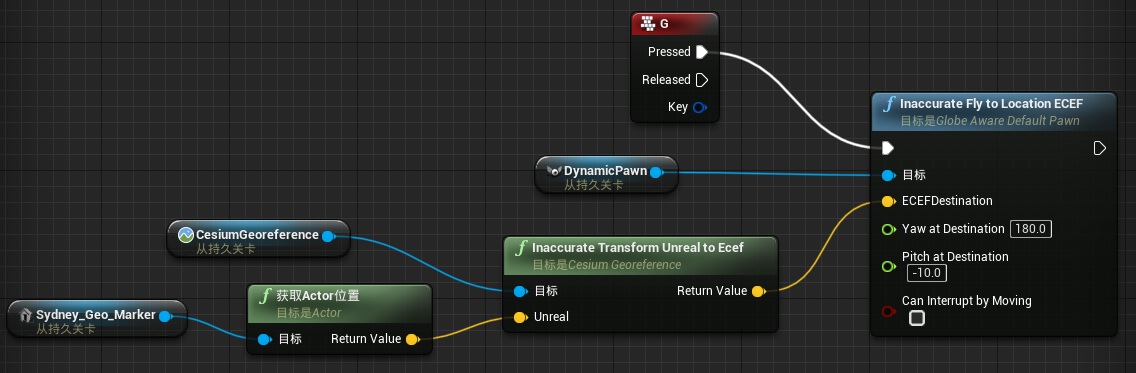 G
Pressed
Released
Key
Inaccurate Fly to Location ECEF
目标是Globe Aware Default Pawn
目标
ECEFDestination
Yaw at Destination 180.0
Pitch at Destination
-10.0
Can Interrupt by Moving
DynamicPawn
从持久关卡
CesiumGeoreference
从持久关卡
Inaccurate Transform Unreal to Ecef
目标是Cesium Georeference
目标 Return Value
Unreal
Sydney_Geo_Marker
从持久关卡
获取Actor位置
目标是Actor
目标 Return Value